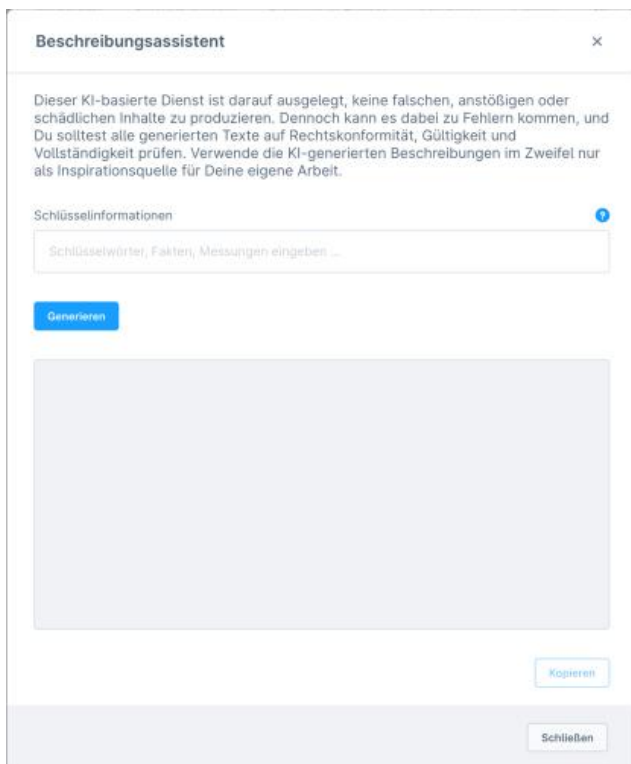 Beschreibungsassistent
Dieser KI-basierte Dienst ist darauf ausgelegt, keine falschen, anstößigen oder
schädlichen Inhalte zu produzieren. Dennoch kann es dabei zu Fehlern kommen, und
Du solltest alle generierten Texte auf Rechtskonformität, Gültigkeit und
Vollständigkeit prüfen. Verwende die KI-generierten Beschreibungen im Zweifel nur
als Inspirationsquelle für Deine eigene Arbeit.
Schlüsselinformationen
?
Schlüsselwörter, Fakten, Messungen eingeben ...
Generieren
Kopieren
Schließen